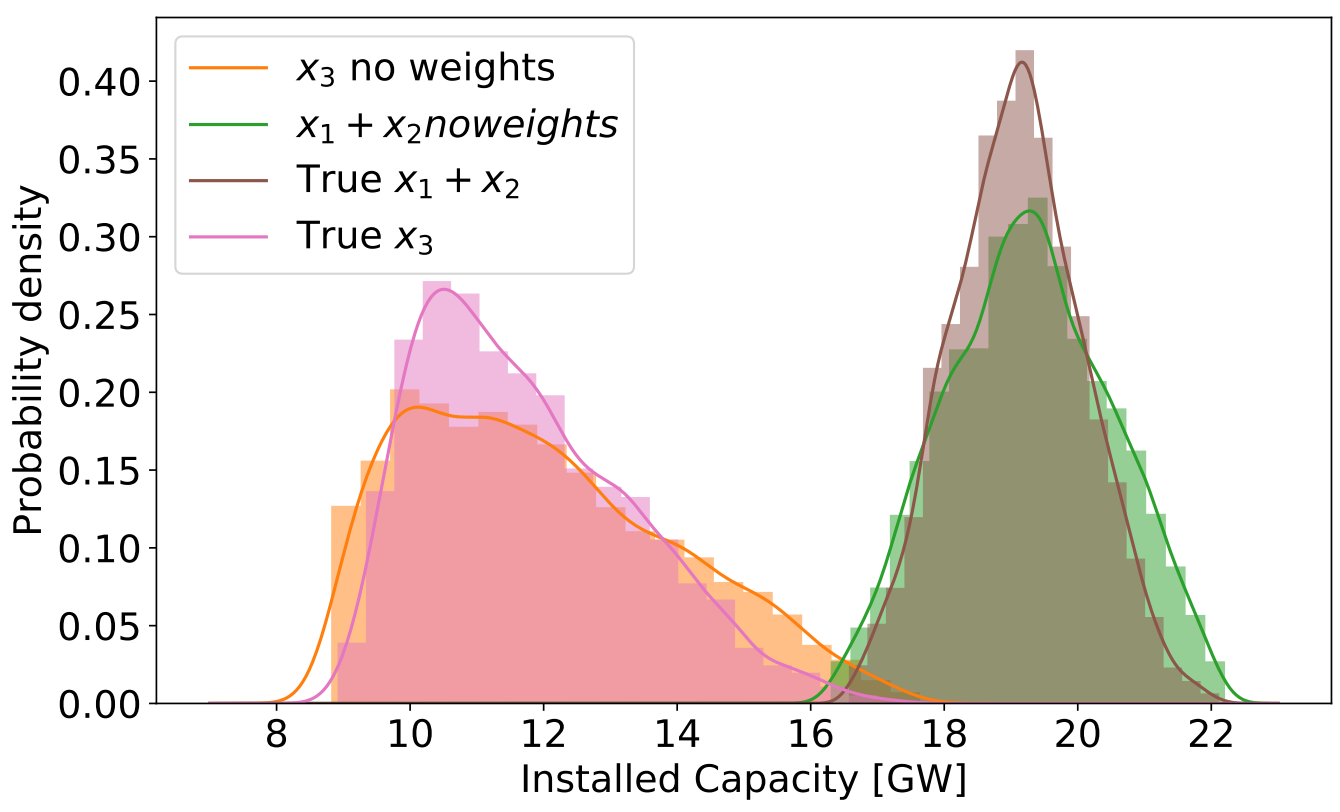 x₃ no weights
x₁ + x₂noweights
True x₁ + x₂
True x₃
0.40
0.35
0.30
0.25
0.20
0.15
0.10
0.05
0.00
Probability density
8 10 12 14 16 18 20 22
Installed Capacity [GW]